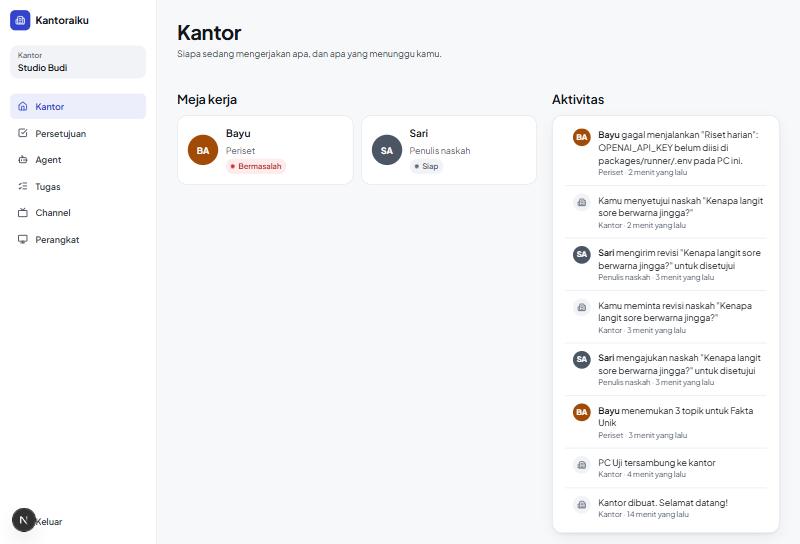 Kantoraiku
Kantor
Studio Budi
Kantor
Persetujuan
Agent
Tugas
Channel
Perangkat
N
Keluar
Kantor
Siapa sedang mengerjakan apa, dan apa yang menunggu kamu.
Meja kerja
BA
Bayu
Periset
Bermasalah
SA
Sari
Penulis naskah
Siap
Aktivitas
BA
Bayu gagal menjalankan "Riset harian":
OPENAI_API_KEY belum diisi di
packages/runner/.env pada PC ini.
Periset · 2 menit yang lalu
Kamu menyetujui naskah "Kenapa langit
sore berwarna jingga?"
Kantor · 2 menit yang lalu
SA
Sari mengirim revisi "Kenapa langit sore
berwarna jingga?" untuk disetujui
Penulis naskah · 3 menit yang lalu
Kamu meminta revisi naskah "Kenapa
langit sore berwarna jingga?"
Kantor · 3 menit yang lalu
SA
Sari mengajukan naskah "Kenapa langit
sore berwarna jingga?" untuk disetujui
Penulis naskah · 3 menit yang lalu
BA
Bayu menemukan 3 topik untuk Fakta
Unik
Periset · 3 menit yang lalu
PC Uji tersambung ke kantor
Kantor · 4 menit yang lalu
Kantor dibuat. Selamat datang!
Kantor · 14 menit yang lalu